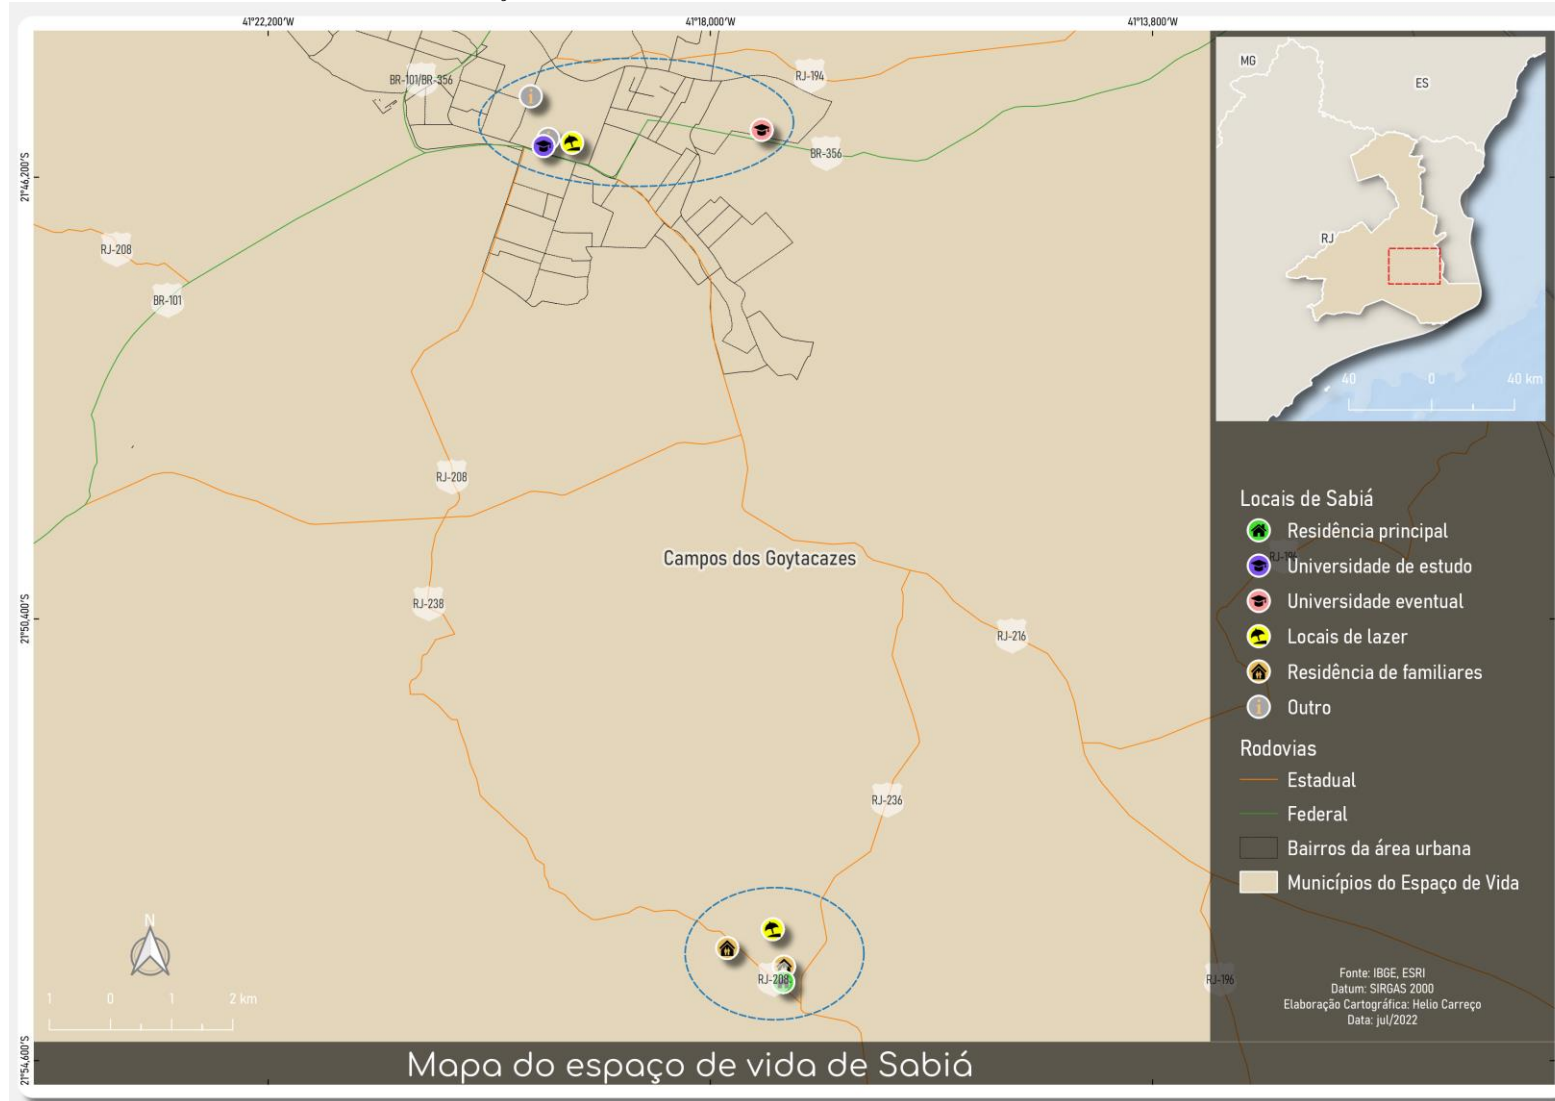 41°22,200'W
41°18,000'W
41°13,800'W
BR-101/BR-356
RJ-194
BR-356
21°46,200'S
RJ-208
BR-101
RJ-208
Campos dos Goytacazes
RJ-238
21°50,400'S
RJ-216
RJ-236
RJ-208
RJ-196
N
1 0 1 2 km
21°54,600'S
MG
ES
RJ
40 0 40 km
Locais de Sabiá
Residência principal
RJ-196
Universidade de estudo
Universidade eventual
Locais de lazer
Residência de familiares
Outro
Rodovias
Estadual
Federal
Bairros da área urbana
Municípios do Espaço de Vida
Fonte: IBGE, ESRI
Datum: SIRGAS 2000
Elaboração Cartográfica: Helio Carreço
Data: jul/2022
Mapa do espaço de vida de Sabiá